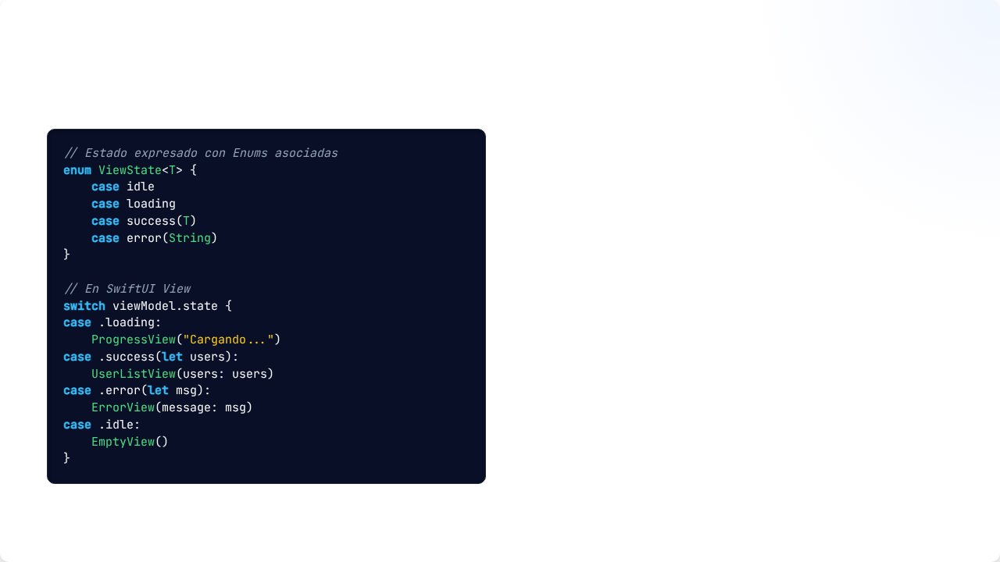 // Estado expresado con Enums asociadas
enum ViewState<T> {
    case idle
    case loading
    case success(T)
    case error(String)
}

// En SwiftUI View
switch viewModel.state {
case .loading:
    ProgressView("Cargando...")
case .success(let users):
    UserListView(users: users)
case .error(let msg):
    ErrorView(message: msg)
case .idle:
    EmptyView()
}